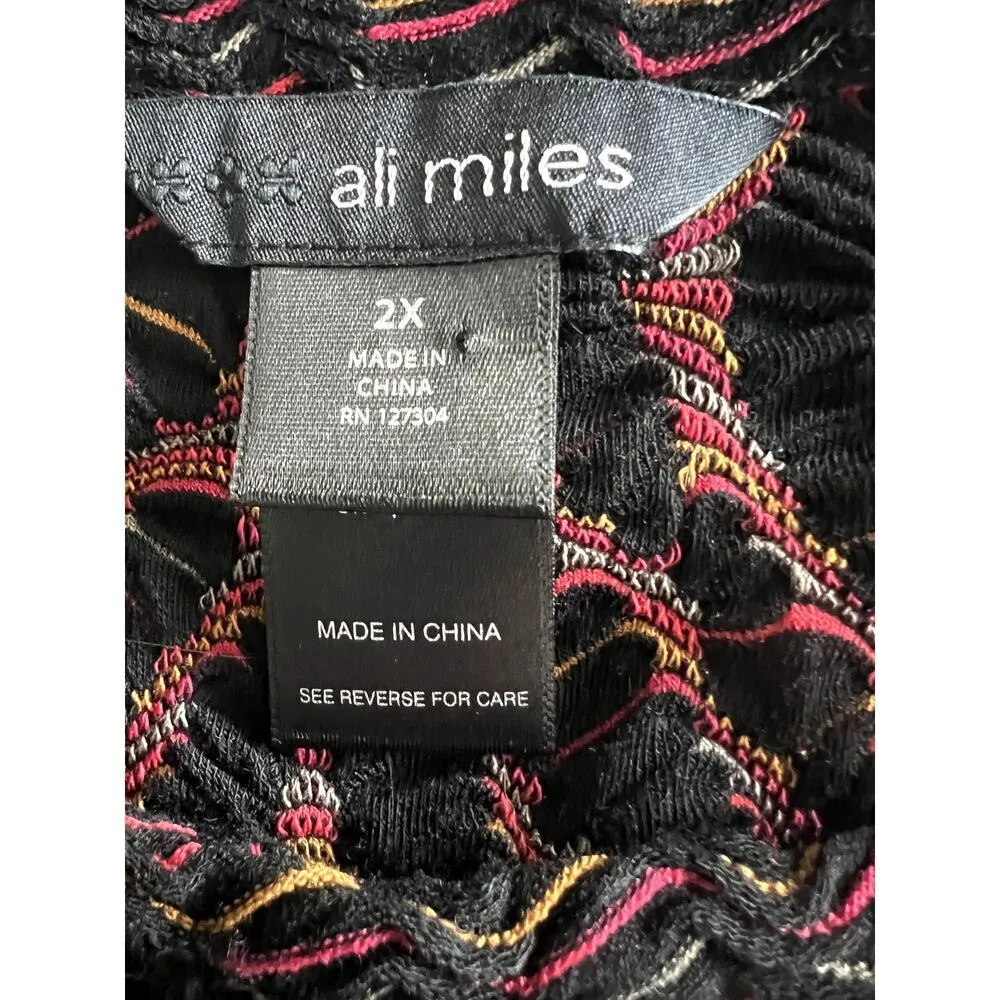 ali miles
2X
MADE IN
CHINA
RN 127304
MADE IN CHINA
SEE REVERSE FOR CARE